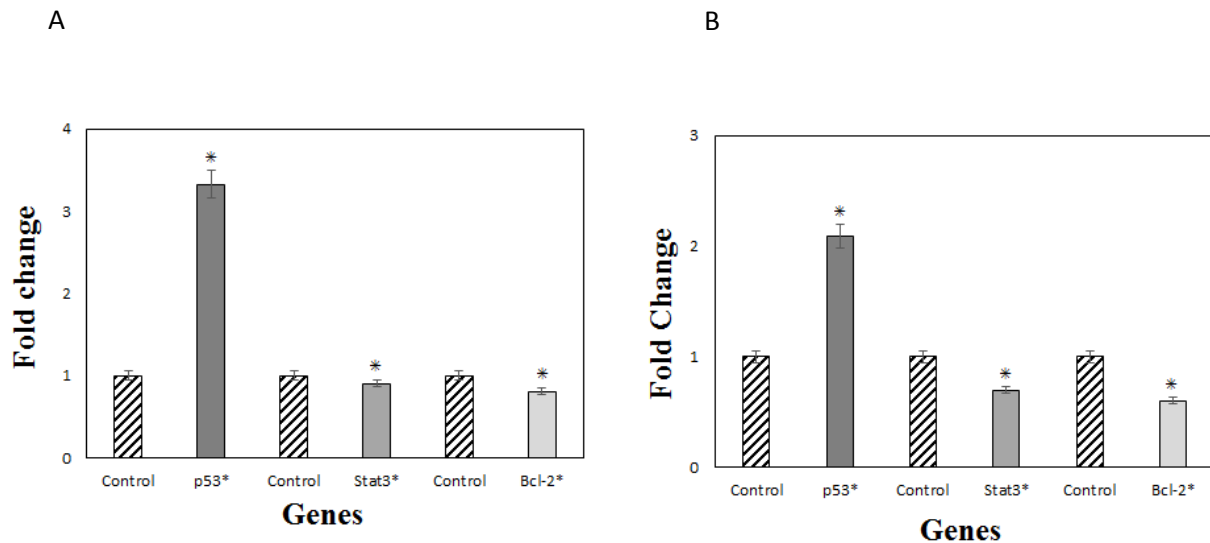 A
B
Fold change
4
3
2
1
0
*
*
*
Control p53* Control Stat3* Control Bcl-2*
Genes
Fold Change
3
2
1
0
*
*
*
Control p53* Control Stat3* Control Bcl-2*
Genes